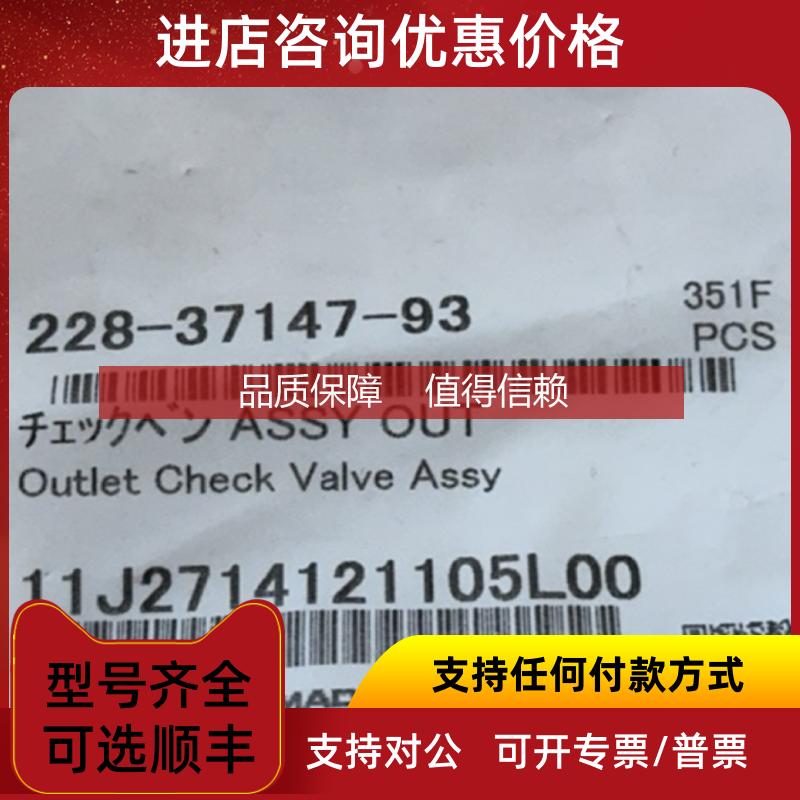 进店咨询优惠价格
228-37147-93
351F
PCS
品质保障 值得信赖
チェックベン ASSY OUT
Outlet Check Valve Assy
11J2714121105L00
型号齐全
可选顺丰
支持任何付款方式
支持对公 可开专票/普票